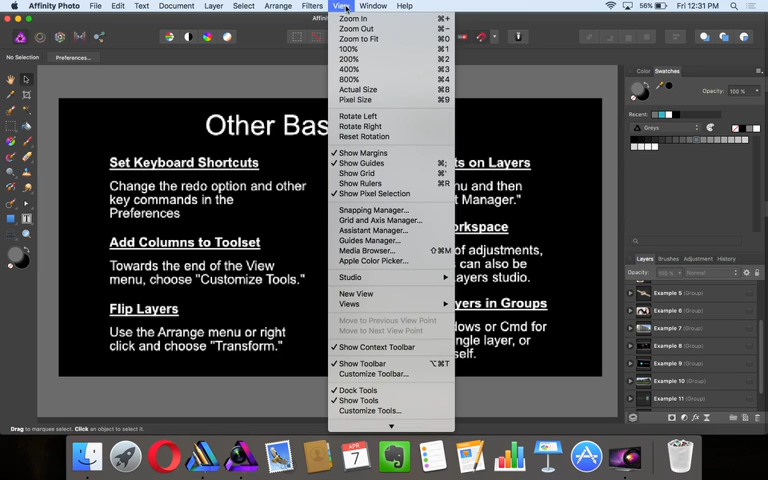 Affinity Photo File Edit Text Document Layer Select Arrange Filters View Window Help 56% Fri 12:31 PM
No Selection Preferences...
Zoom In ⌘+
Zoom Out ⌘-
Zoom to Fit ⌘0
100% ⌘1
200% ⌘2
400% ⌘3
800% ⌘4
Actual Size ⌘8
Pixel Size ⌘9
Rotate Left
Rotate Right
Reset Rotation
✓ Show Margins
✓ Show Guides ⌘;
Show Grid ⌘'
Show Rulers ⌘R
✓ Show Pixel Selection
Snapping Manager...
Grid and Axis Manager...
Assistant Manager...
Guides Manager...
Media Browser... ⇧⌘M
Apple Color Picker...
Studio
New View
Views
Move to Previous View Point
Move to Next View Point
✓ Show Context Toolbar
✓ Show Toolbar ⌥⌘T
Customize Toolbar...
✓ Dock Tools
✓ Show Tools
Customize Tools...
Other Bas
Set Keyboard Shortcuts
Change the redo option and other
key commands in the
Preferences
Add Columns to Toolset
Towards the end of the View
menu, choose "Customize Tools."
Flip Layers
Use the Arrange menu or right
click and choose "Transform."
ts on Layers
nu and then
t Manager."
orkspace
of adjustments,
can also be
ayers studio.
yers in Groups
dows or Cmd for
ngle layer, or
self.
Color Swatches
Opacity: 100 %
Recent:
Greys
Layers Brushes Adjustment History
Opacity: 100 % Normal
Example 5 (Group)
Example 6 (Group)
Example 7 (Group)
Example 8 (Group)
Example 9 (Group)
Example 10 (Group)
Example 11 (Group)
Drag to marquee select. Click an object to select it.
APR
7